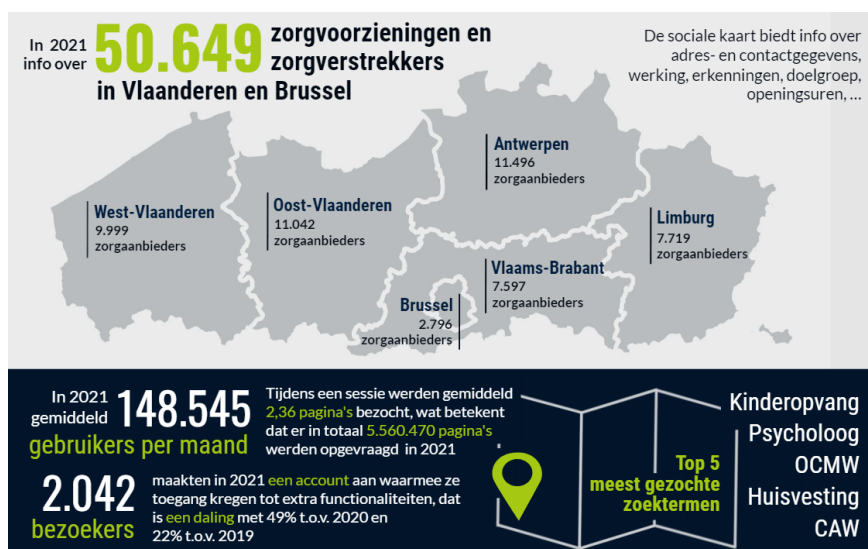 In 2021
info over
50.649
zorgvoorzieningen en
zorgverstrekkers
in Vlaanderen en Brussel
De sociale kaart biedt info over
adres- en contactgegevens,
werking, erkenningen, doelgroep,
openingsuren, ...
Antwerpen
11.496
zorgaanbieders
West-Vlaanderen
9.999
zorgaanbieders
Oost-Vlaanderen
11.042
zorgaanbieders
Limburg
7.719
zorgaanbieders
Vlaams-Brabant
7.597
zorgaanbieders
Brussel
2.796
zorgaanbieders
In 2021
gemiddeld
148.545
gebruikers per maand
Tijdens een sessie werden gemiddeld
2,36 pagina's bezocht, wat betekent
dat er in totaal 5.560.470 pagina's
werden opgevraagd in 2021
2.042
bezoekers
maakten in 2021 een account aan waarmee ze
toegang kregen tot extra functionaliteiten, dat
is een daling met 49% t.o.v. 2020 en
22% t.o.v. 2019
Top 5
meest gezochte
zoektermen
Kinderopvang
Psycholoog
OCMW
Huisvesting
CAW